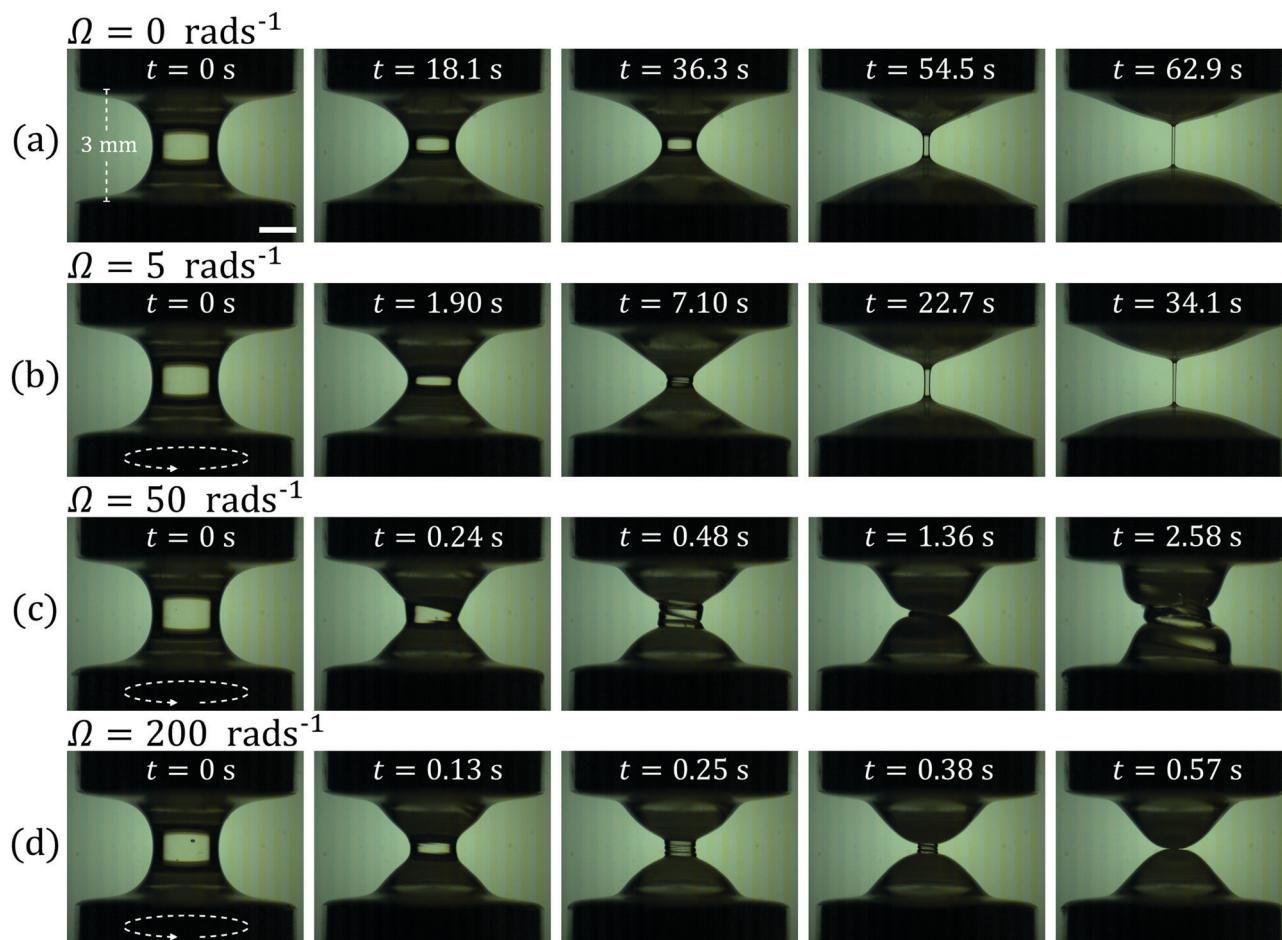 Ω = 0 rads⁻¹
(a)
t = 0 s
t = 18.1 s
t = 36.3 s
t = 54.5 s
t = 62.9 s
3 mm
Ω = 5 rads⁻¹
(b)
t = 0 s
t = 1.90 s
t = 7.10 s
t = 22.7 s
t = 34.1 s
Ω = 50 rads⁻¹
(c)
t = 0 s
t = 0.24 s
t = 0.48 s
t = 1.36 s
t = 2.58 s
Ω = 200 rads⁻¹
(d)
t = 0 s
t = 0.13 s
t = 0.25 s
t = 0.38 s
t = 0.57 s